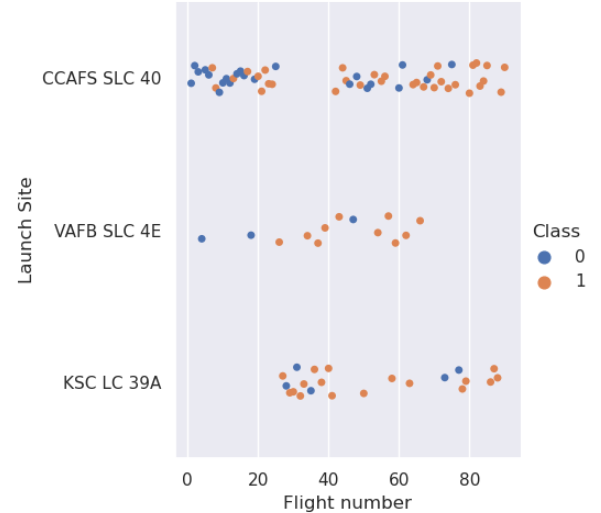 Launch Site
CCAFS SLC 40
VAFB SLC 4E
KSC LC 39A
0 20 40 60 80
Flight number
Class
0
1